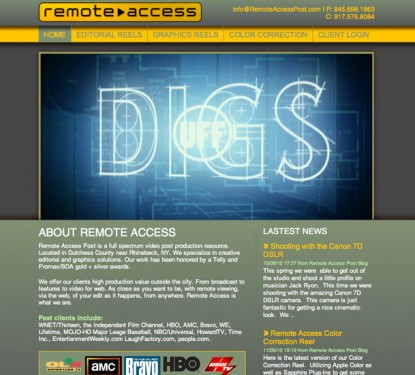 remote access
info@RemoteAccessPost.com | P: 845.698.1663
C: 917.576.8084
HOME EDITORIAL REELS GRAPHICS REELS COLOR CORRECTION CLIENT LOGIN
DIGS
UFF
ABOUT REMOTE ACCESS
Remote Access Post is a full spectrum video post production resource.
Located in Dutchess County near Rhinebeck, NY. We specialize in creative
editorial and graphics solutions. Our work has been honored by a Telly and
Promax/BDA gold + silver awards.
We offer our clients high production value outside the city. From broadcast to
features to video for web. As close as you want to be, with remote viewing,
via the web, of your edit as it happens, from anywhere. Remote Access is
what we are.
Past clients include:
WNET/Thirteen, the Independant Film Channel, HBO, AMC, Bravo, WE,
Lifetime, MOJO-HD Major Leage Baseball, NBC/Universal, HowardTV, Time
Inc., EntertianmentWeekly.com LaughFactory.com, people.com.
amc Bravo HBO
LATEST NEWS
» Shooting with the Canon 7D
DSLR
10/09/10 17:27 from Remote Access Post Blog
This spring we were able to get out of
the studio and shoot a little profile on
musician Jack Ryon. This time we were
shooting with the amazing Canon 7D
DSLR camera. This camera is just
fantastic for getting a nice cinematic
look. We ..
» Remote Access Color
Correction Reel
from Remote Access Post Blog
Here is the latest version of our Color
Correction Reel. Utilizing Apple Color as
well as Sapphire Plug-Ins to get some